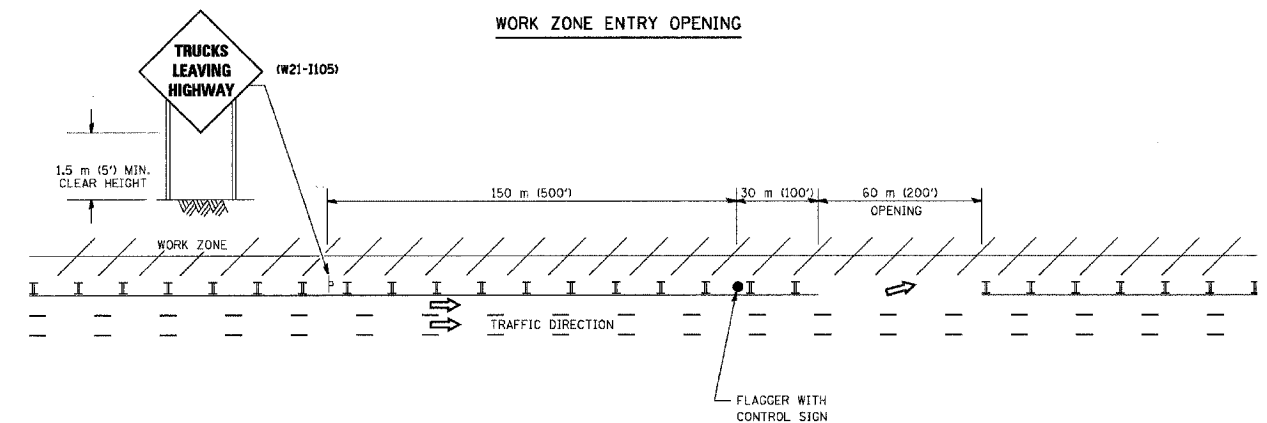 WORK ZONE ENTRY OPENING
TRUCKS
LEAVING
HIGHWAY
(W21-I105)
1.5 m (5') MIN.
CLEAR HEIGHT
150 m (500')
30 m (100')
60 m (200')
OPENING
WORK ZONE
TRAFFIC DIRECTION
FLAGGER WITH
CONTROL SIGN